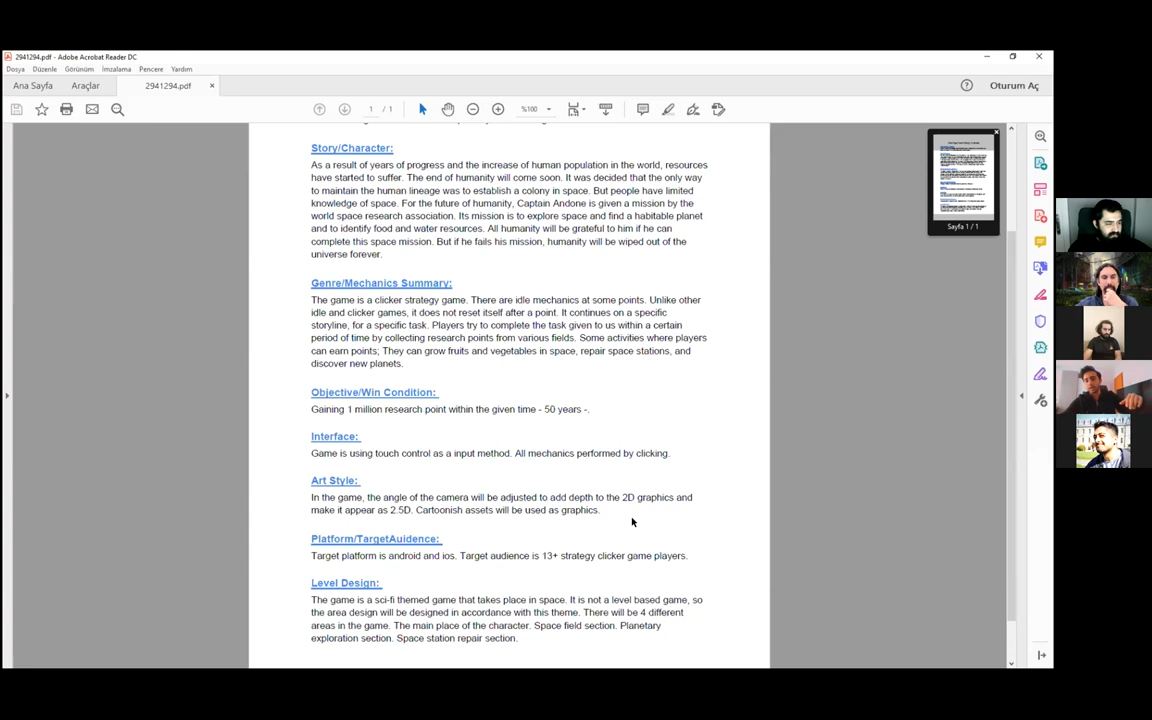 2941294.pdf - Adobe Acrobat Reader DC
Dosya Düzenle Görünüm İmzalama Pencere Yardım
Ana Sayfa Araçlar 2941294.pdf × Oturum Aç
1 / 1 %100
Story/Character:
As a result of years of progress and the increase of human population in the world, resources
have started to suffer. The end of humanity will come soon. It was decided that the only way
to maintain the human lineage was to establish a colony in space. But people have limited
knowledge of space. For the future of humanity, Captain Andone is given a mission by the
world space research association. Its mission is to explore space and find a habitable planet
and to identify food and water resources. All humanity will be grateful to him if he can
complete this space mission. But if he fails his mission, humanity will be wiped out of the
universe forever.
Genre/Mechanics Summary:
The game is a clicker strategy game. There are idle mechanics at some points. Unlike other
idle and clicker games, it does not reset itself after a point. It continues on a specific
storyline, for a specific task. Players try to complete the task given to us within a certain
period of time by collecting research points from various fields. Some activities where players
can earn points; They can grow fruits and vegetables in space, repair space stations, and
discover new planets.
Objective/Win Condition:
Gaining 1 million research point within the given time - 50 years -.
Interface:
Game is using touch control as a input method. All mechanics performed by clicking.
Art Style:
In the game, the angle of the camera will be adjusted to add depth to the 2D graphics and
make it appear as 2.5D. Cartoonish assets will be used as graphics.
Platform/TargetAuidence:
Target platform is android and ios. Target audience is 13+ strategy clicker game players.
Level Design:
The game is a sci-fi themed game that takes place in space. It is not a level based game, so
the area design will be designed in accordance with this theme. There will be 4 different
areas in the game. The main place of the character. Space field section. Planetary
exploration section. Space station repair section.
Sayfa 1 / 1